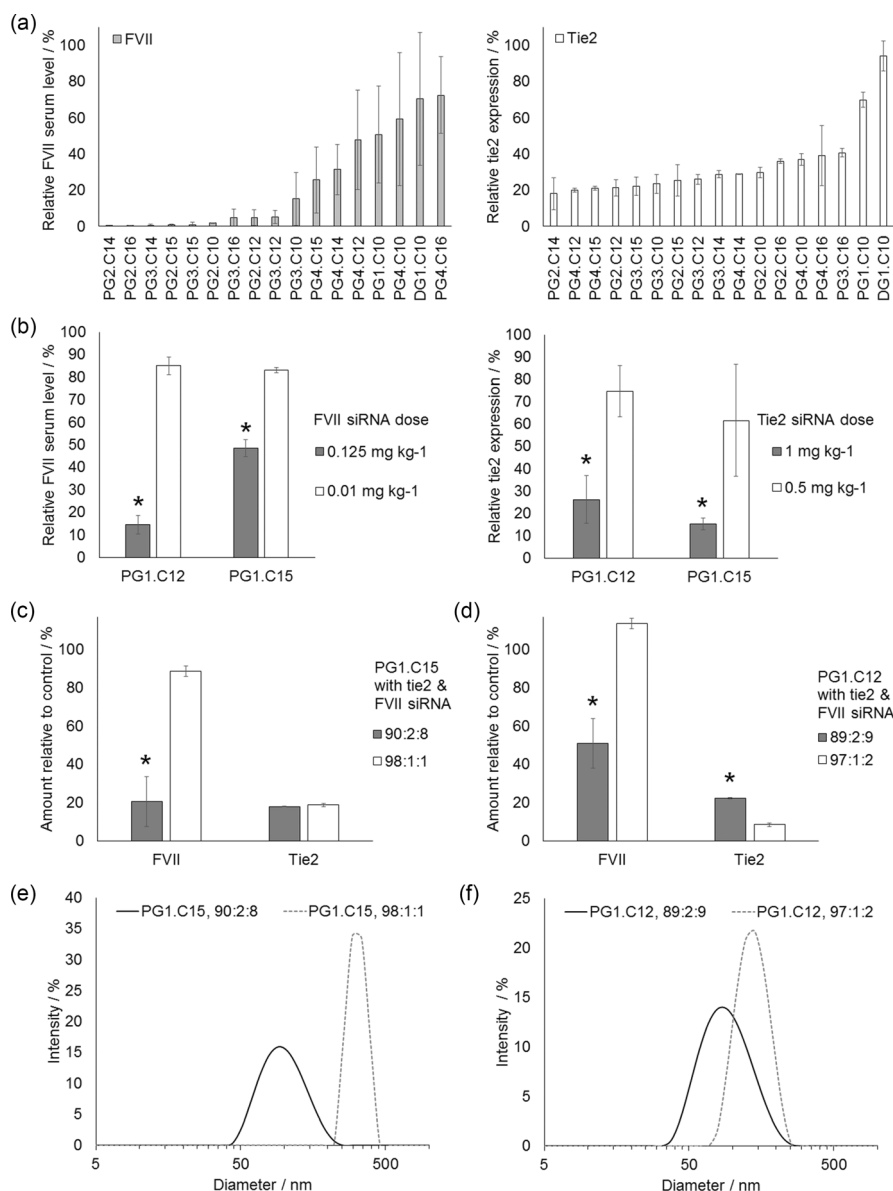 (a)
Relative FVII serum level / %
FVII
100
80
60
40
20
0
PG2.C14
PG2.C16
PG3.C14
PG2.C15
PG3.C15
PG2.C10
PG3.C16
PG2.C12
PG3.C12
PG3.C10
PG4.C15
PG4.C14
PG4.C12
PG1.C10
PG4.C10
DG1.C10
PG4.C16
Relative tie2 expression / %
Tie2
100
80
60
40
20
0
PG2.C14
PG4.C12
PG4.C15
PG2.C12
PG3.C15
PG3.C10
PG2.C15
PG3.C12
PG3.C14
PG4.C14
PG2.C10
PG2.C16
PG4.C10
PG4.C16
PG3.C16
PG1.C10
DG1.C10
(b)
Relative FVII serum level / %
100
90
80
70
60
50
40
30
20
10
0
*
*
PG1.C12
PG1.C15
FVII siRNA dose
0.125 mg kg-1
0.01 mg kg-1
Relative tie2 expression / %
100
90
80
70
60
50
40
30
20
10
0
*
*
PG1.C12
PG1.C15
Tie2 siRNA dose
1 mg kg-1
0.5 mg kg-1
(c)
Amount relative to control / %
100
80
60
40
20
0
*
FVII
Tie2
PG1.C15
with tie2 &
FVII siRNA
90:2:8
98:1:1
(d)
Amount relative to control / %
100
80
60
40
20
0
*
*
FVII
Tie2
PG1.C12
with tie2 &
FVII siRNA
89:2:9
97:1:2
(e)
Intensity / %
40
35
30
25
20
15
10
5
0
PG1.C15, 90:2:8
PG1.C15, 98:1:1
5
50
500
Diameter / nm
(f)
Intensity / %
25
20
15
10
5
0
PG1.C12, 89:2:9
PG1.C12, 97:1:2
5
50
500
Diameter / nm